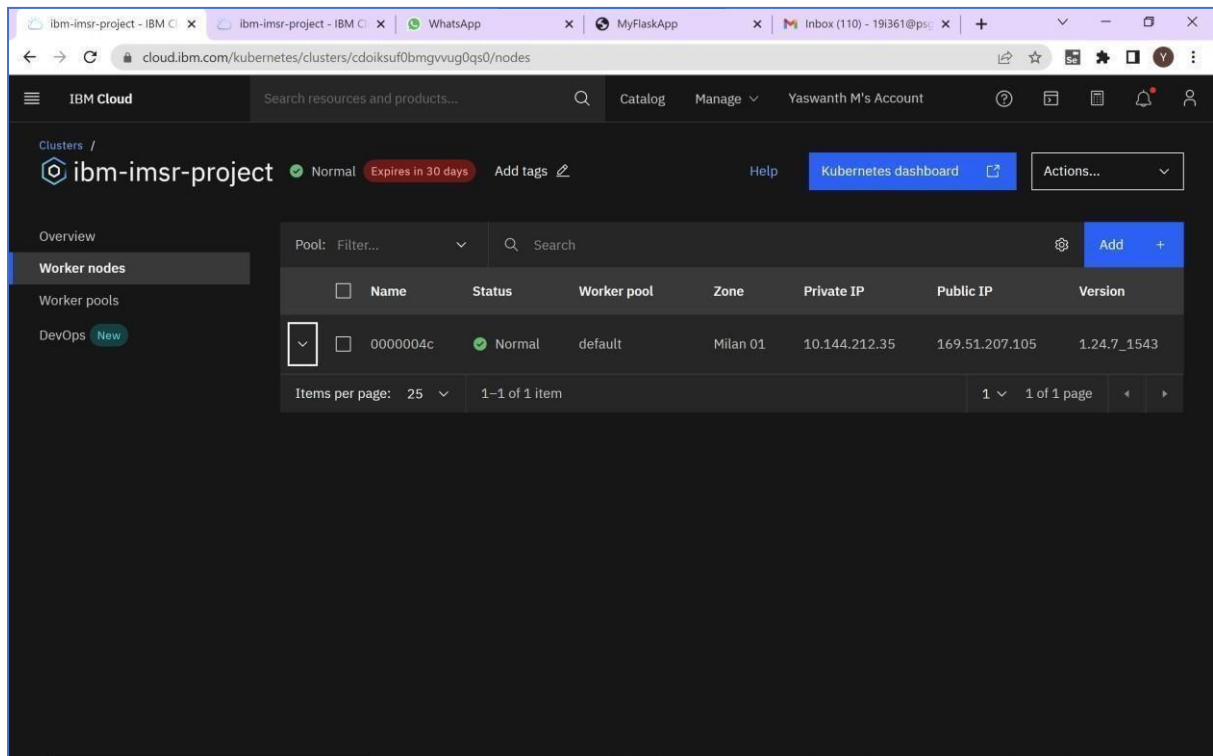 ibm-imsr-project - IBM Cl ibm-imsr-project - IBM Cl WhatsApp MyFlaskApp Inbox (110) - 19i361@psg
cloud.ibm.com/kubernetes/clusters/cdoiksuf0bmgvvug0qs0/nodes Se Y
IBM Cloud Search resources and products... Catalog Manage Yaswanth M's Account
Clusters /
ibm-imsr-project Normal Expires in 30 days Add tags Help Kubernetes dashboard Actions...
Overview
Worker nodes
Worker pools
DevOps New
Pool: Filter... Search Add +
Name Status Worker pool Zone Private IP Public IP Version
0000004c Normal default Milan 01 10.144.212.35 169.51.207.105 1.24.7_1543
Items per page: 25 1–1 of 1 item 1 1 of 1 page